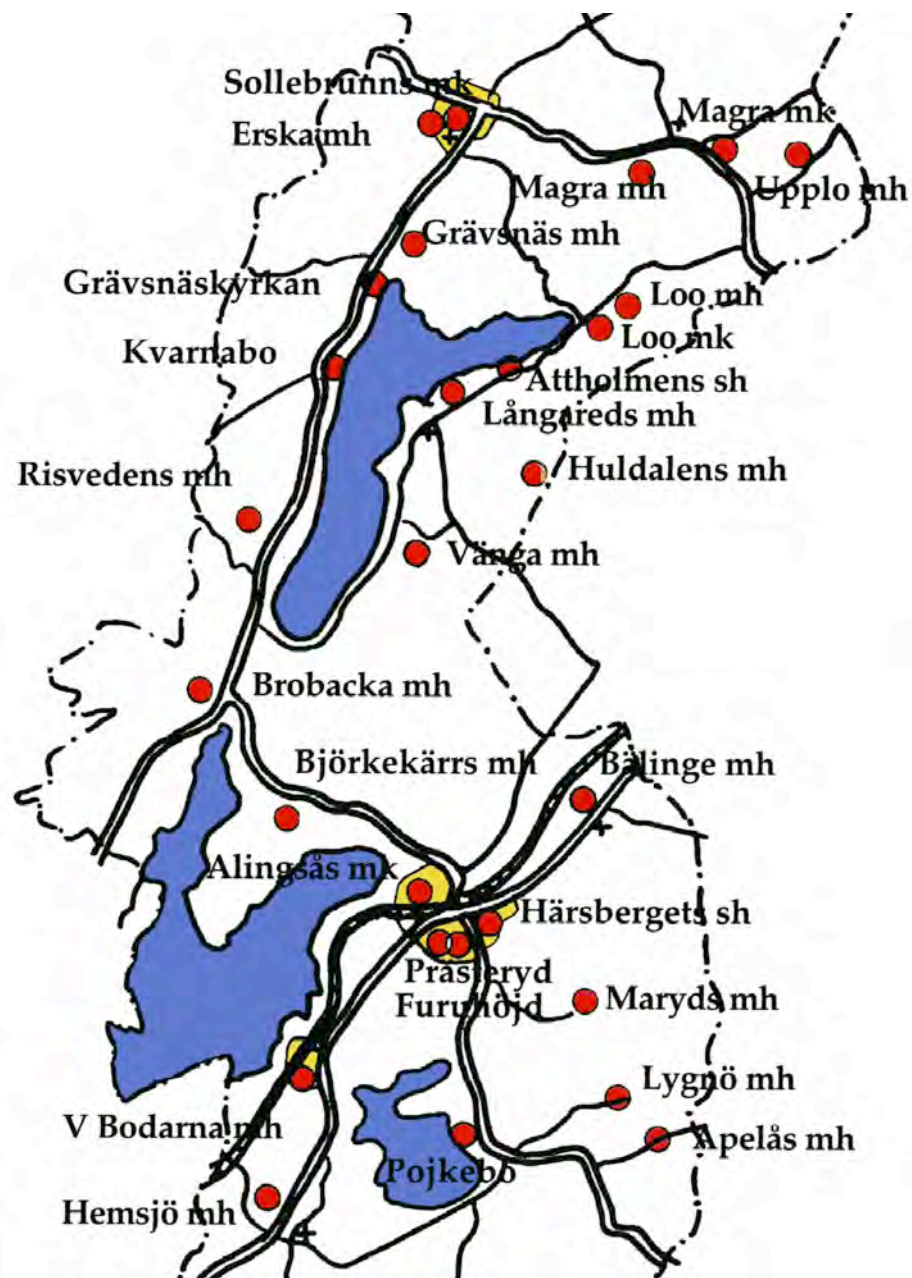 Sollebrunns mk
Magra mk
Erska mh
Magra mh
Upplo mh
Grävsnäs mh
Grävsnäskyrkan
Loo mh
Loo mk
Kvarnabo
Attholmens sh
Långareds mh
Risvedens mh
Huldalens mh
Vänga mh
Brobacka mh
Björkekärrs mh
Bälinge mh
Alingsås mk
Härsbergets sh
Prästeryd
Furuhöjd
Maryds mh
Lygnö mh
V Bodarna mh
Apelås mh
Pojkebo
Hemsjö mh